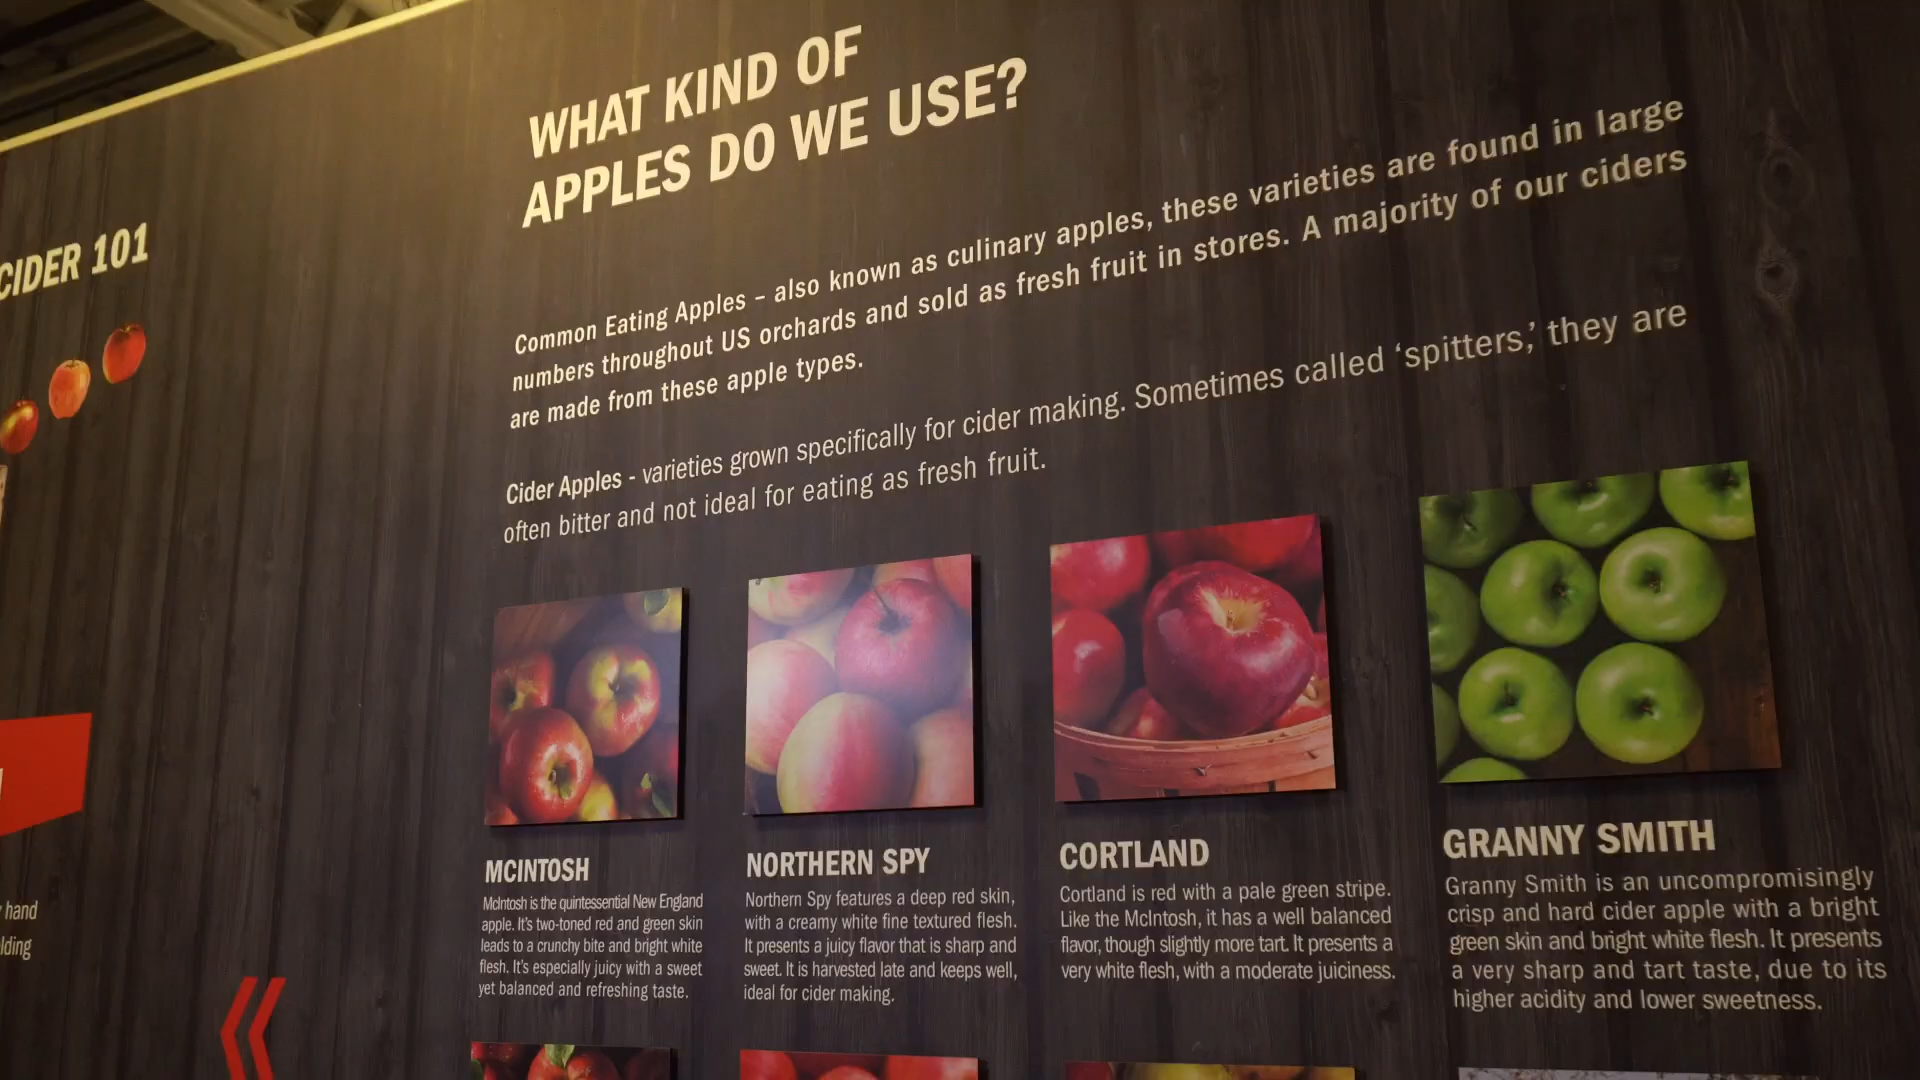 CIDER 101
hand
WHAT KIND OF
APPLES DO WE USE?
Common Eating Apples – also known as culinary apples, these varieties are found in large
numbers throughout US orchards and sold as fresh fruit in stores. A majority of our ciders
are made from these apple types.
Cider Apples - varieties grown specifically for cider making. Sometimes called ‘spitters,’ they are
often bitter and not ideal for eating as fresh fruit.
MCINTOSH
McIntosh is the quintessential New England
apple. It's two-toned red and green skin
leads to a crunchy bite and bright white
flesh. It's especially juicy with a sweet
yet balanced and refreshing taste.
NORTHERN SPY
Northern Spy features a deep red skin,
with a creamy white fine textured flesh.
It presents a juicy flavor that is sharp and
sweet. It is harvested late and keeps well,
ideal for cider making.
CORTLAND
Cortland is red with a pale green stripe.
Like the McIntosh, it has a well balanced
flavor, though slightly more tart. It presents a
very white flesh, with a moderate juiciness.
GRANNY SMITH
Granny Smith is an uncompromisingly
crisp and hard cider apple with a bright
green skin and bright white flesh. It presents
a very sharp and tart taste, due to its
higher acidity and lower sweetness.